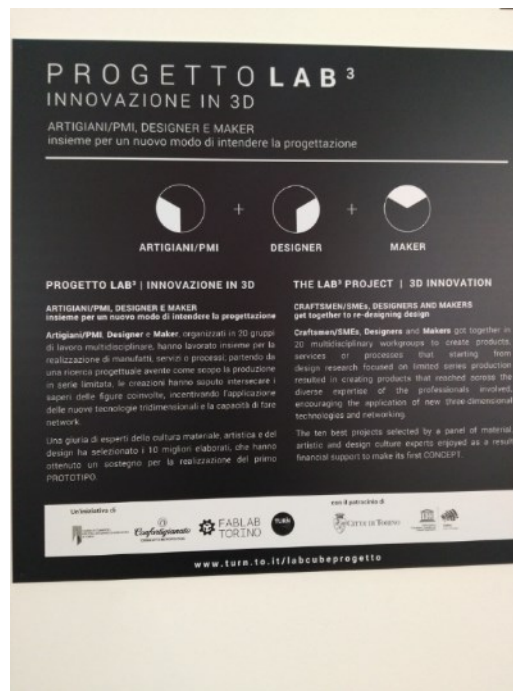 PROGETTO LAB³
INNOVAZIONE IN 3D
ARTIGIANI/PMI, DESIGNER E MAKER
insieme per un nuovo modo di intendere la progettazione
+ +
ARTIGIANI/PMI DESIGNER MAKER
PROGETTO LAB³ | INNOVAZIONE IN 3D
ARTIGIANI/PMI, DESIGNER E MAKER
insieme per un nuovo modo di intendere la progettazione
Artigiani/PMI, Designer e Maker, organizzati in 20 gruppi
di lavoro multidisciplinare, hanno lavorato insieme per la
realizzazione di manufatti, servizi o processi; partendo da
una ricerca progettuale avente come scopo la produzione
in serie limitata, le creazioni hanno saputo intersecare i
saperi delle figure coinvolte, incentivando l'applicazione
delle nuove tecnologie tridimensionali e la capacità di fare
network.
Una giuria di esperti della cultura materiale, artistica e del
design ha selezionato i 10 migliori elaborati, che hanno
ottenuto un sostegno per la realizzazione del primo
PROTOTIPO.
THE LAB³ PROJECT | 3D INNOVATION
CRAFTSMEN/SMEs, DESIGNERS AND MAKERS
get together to re-designing design
Craftsmen/SMEs, Designers and Makers got together in
20 multidisciplinary workgroups to create products,
services or processes that starting from
design research focused on limited series production
resulted in creating products that reached across the
diverse expertise of the professionals involved,
encouraging the application of new three-dimensional
technologies and networking.
The ten best projects selected by a panel of material,
artistic and design culture experts enjoyed as a result
financial support to make its first CONCEPT.
Un'iniziativa di
Confartigianato
FABLAB
TORINO
TURN
con il patrocinio di
CITTÀ DI TORINO
www.turn.to.it/labcubeprogetto